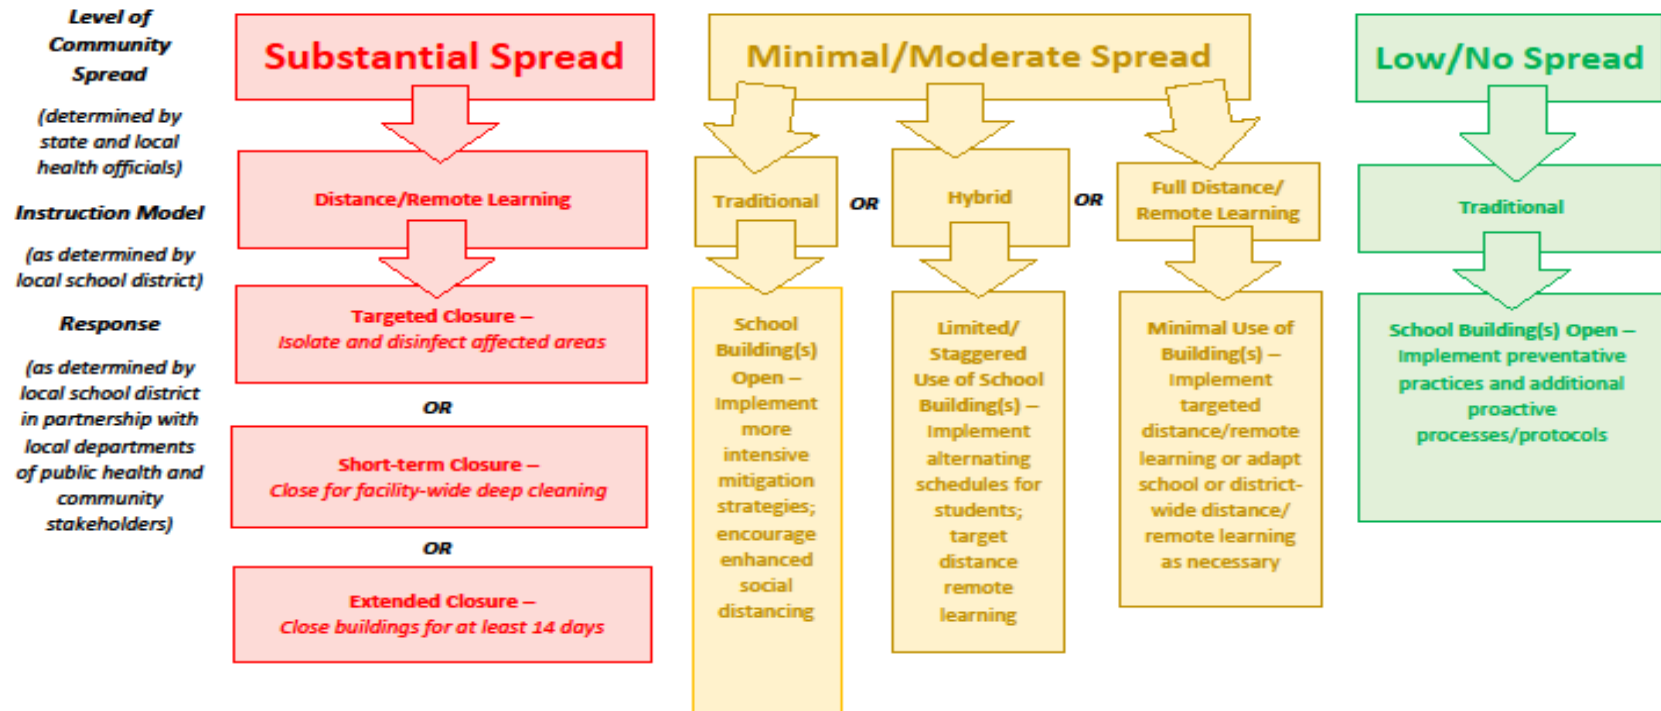 Level of
Community
Spread
(determined by
state and local
health officials)
Instruction Model
(as determined by
local school district)
Response
(as determined by
local school district
in partnership with
local departments
of public health and
community
stakeholders)
Substantial Spread
Distance/Remote Learning
Targeted Closure –
Isolate and disinfect affected areas
OR
Short-term Closure –
Close for facility-wide deep cleaning
OR
Extended Closure –
Close buildings for at least 14 days
Minimal/Moderate Spread
Traditional
OR
Hybrid
OR
Full Distance/
Remote Learning
School
Building(s)
Open –
Implement
more
intensive
mitigation
strategies;
encourage
enhanced
social
distancing
Limited/
Staggered
Use of School
Building(s) –
Implement
alternating
schedules for
students;
target
distance
remote
learning
Minimal Use of
Building(s) –
Implement
targeted
distance/remote
learning or adapt
school or district-
wide distance/
remote learning
as necessary
Low/No Spread
Traditional
School Building(s) Open –
Implement preventative
practices and additional
proactive
processes/protocols